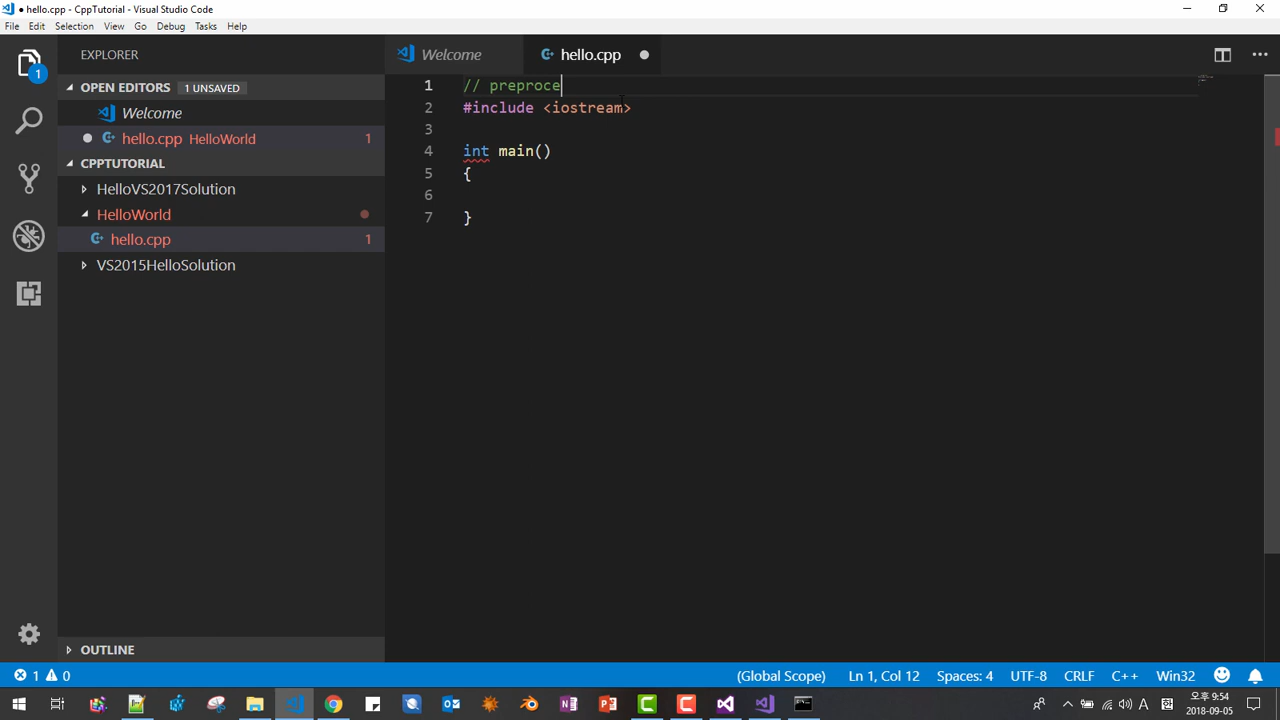 ● hello.cpp - CppTutorial - Visual Studio Code
File Edit Selection View Go Debug Tasks Help
EXPLORER
OPEN EDITORS 1 UNSAVED
Welcome
hello.cpp HelloWorld 1
CPPTUTORIAL
HelloVS2017Solution
HelloWorld
hello.cpp 1
VS2015HelloSolution
OUTLINE
1
Welcome hello.cpp
1 // preproce
2 #include <iostream>
3
4 int main()
5 {
6
7 }
1 0 (Global Scope) Ln 1, Col 12 Spaces: 4 UTF-8 CRLF C++ Win32
A 오후 9:54
2018-09-05